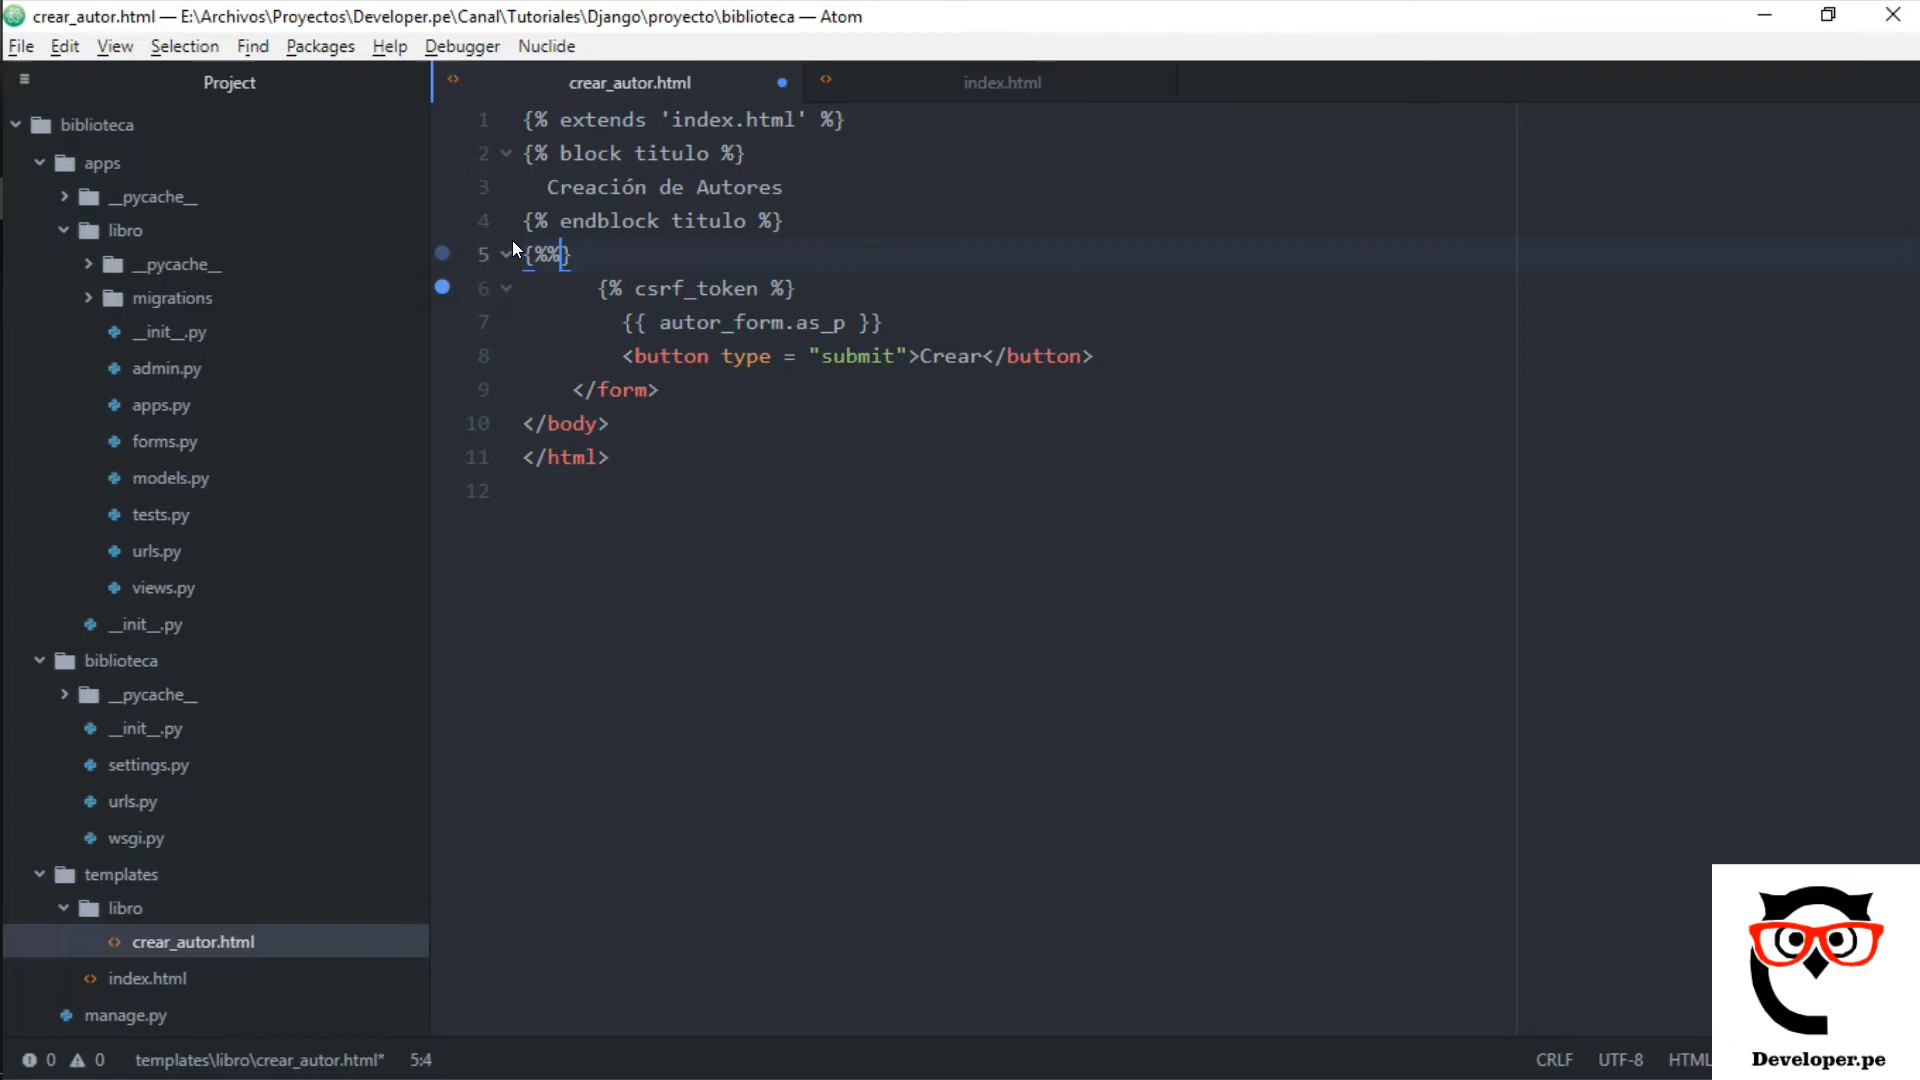 crear_autor.html — E:\Archivos\Proyectos\Developer.pe\Canal\Tutoriales\Django\proyecto\biblioteca — Atom
File Edit View Selection Find Packages Help Debugger Nuclide
Project
biblioteca
apps
__pycache__
libro
__pycache__
migrations
__init__.py
admin.py
apps.py
forms.py
models.py
tests.py
urls.py
views.py
__init__.py
biblioteca
__pycache__
__init__.py
settings.py
urls.py
wsgi.py
templates
libro
crear_autor.html
index.html
manage.py
crear_autor.html index.html
1 {% extends 'index.html' %}
2 {% block titulo %}
3 Creación de Autores
4 {% endblock titulo %}
5 {%%}
6 {% csrf_token %}
7 {{ autor_form.as_p }}
8 <button type = "submit">Crear</button>
9 </form>
10 </body>
11 </html>
12
0 0 templates\libro\crear_autor.html* 5:4 CRLF UTF-8 HTML
Developer.pe